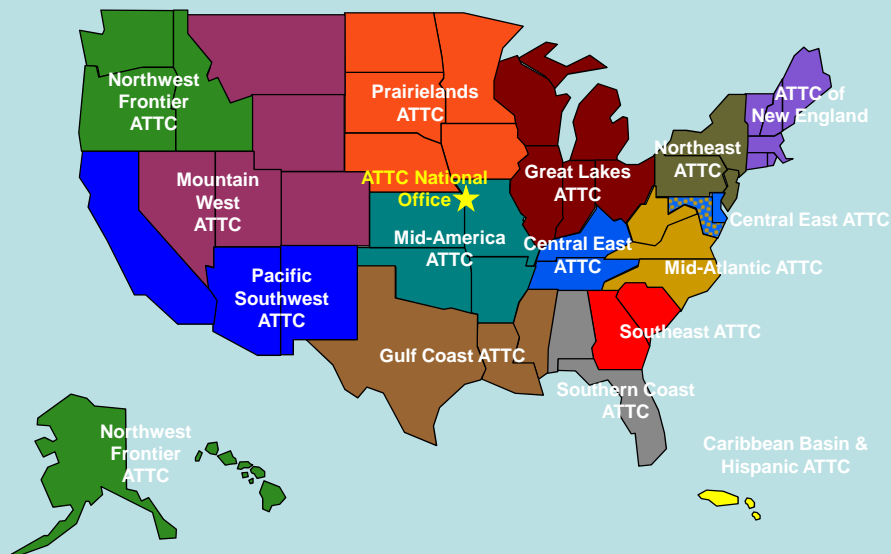 Northwest
Frontier
ATTC
Prairielands
ATTC
ATTC of
New England
Northeast
ATTC
Mountain
West
ATTC
ATTC National
Office
Great Lakes
ATTC
Central East ATTC
Mid-America
ATTC
Central East
ATTC
Mid-Atlantic ATTC
Pacific
Southwest
ATTC
Southeast ATTC
Gulf Coast ATTC
Southern Coast
ATTC
Northwest
Frontier
ATTC
Caribbean Basin &
Hispanic ATTC